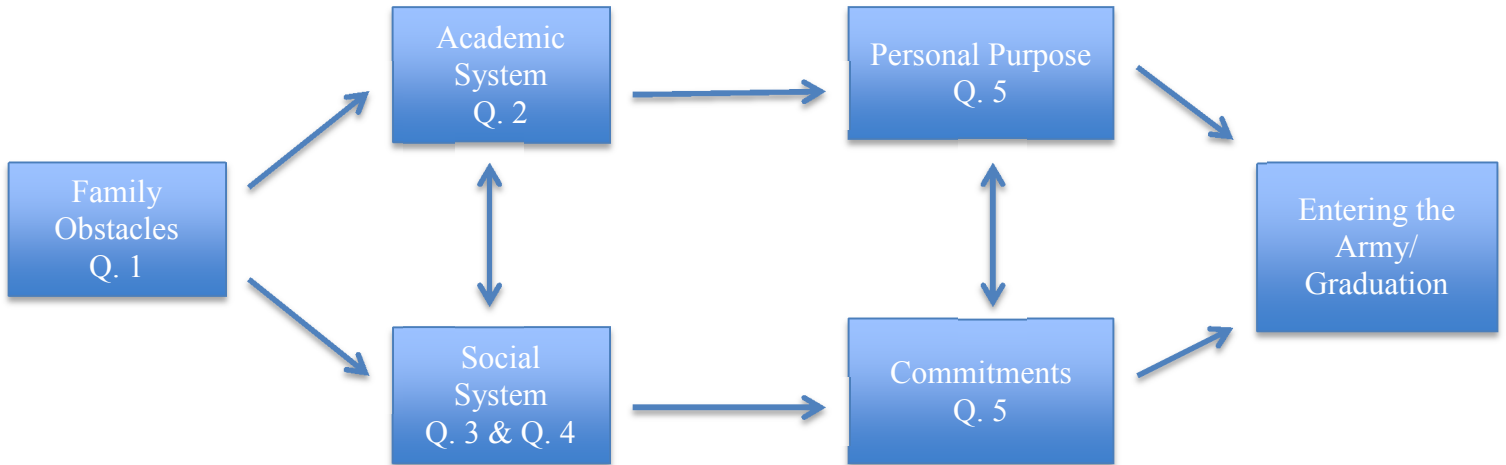 Family
Obstacles
Q. 1
Academic
System
Q. 2
Social
System
Q. 3 & Q. 4
Personal Purpose
Q. 5
Commitments
Q. 5
Entering the
Army/
Graduation